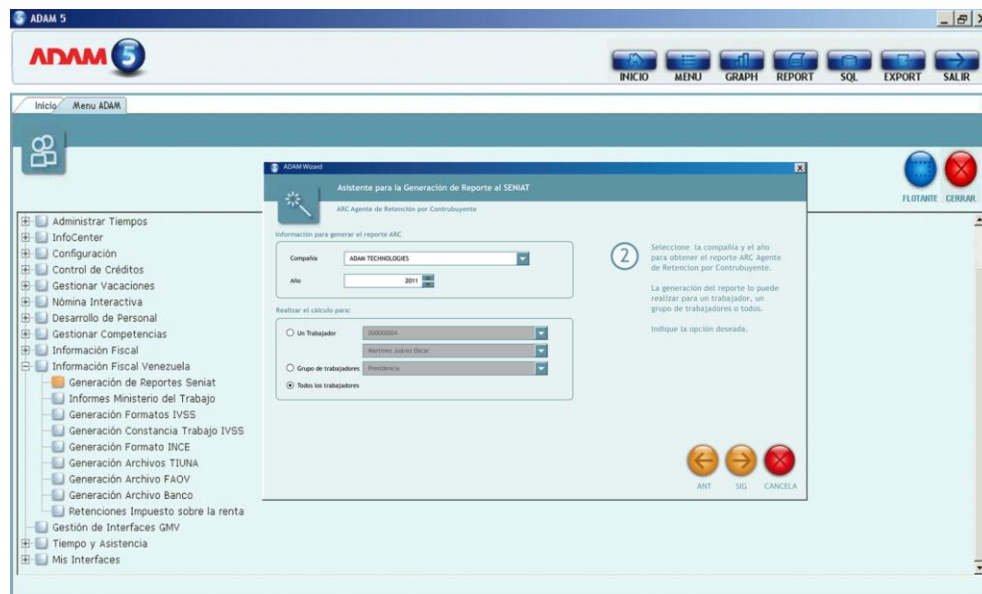 ADAM 5
ADAM 5
INICIO MENU GRAPH REPORT SQL EXPORT SALIR
Inicio Menu ADAM
FLOTANTE CERRAR
Administrar Tiempos
InfoCenter
Configuración
Control de Créditos
Gestionar Vacaciones
Nómina Interactiva
Desarrollo de Personal
Gestionar Competencias
Información Fiscal
Información Fiscal Venezuela
Generación de Reportes Seniat
Informes Ministerio del Trabajo
Generación Formatos IVSS
Generación Constancia Trabajo IVSS
Generación Formato INCE
Generación Archivos TIUNA
Generación Archivo FAOV
Generación Archivo Banco
Retenciones Impuesto sobre la renta
Gestión de Interfaces GMV
Tiempo y Asistencia
Mis Interfaces
ADAM Wizard
Asistente para la Generación de Reporte al SENIAT
ARC Agente de Retención por Contrubuyente
Información para generar el reporte ARC
Compañía ADAM TECHNOLOGIES
Año 2011
Realizar el cálculo para:
Un Trabajador 000000004
Martínez Juárez Oscar
Grupo de trabajadores Presidencia
Todos los trabajadores
2
Seleccione la compañía y el año
para obtener el reporte ARC Agente
de Retencion por Contrubuyente.
La generación del reporte lo puede
realizar para un trabajador, un
grupo de trabajadores o todos.
Indique la opción deseada.
ANT SIG CANCELA